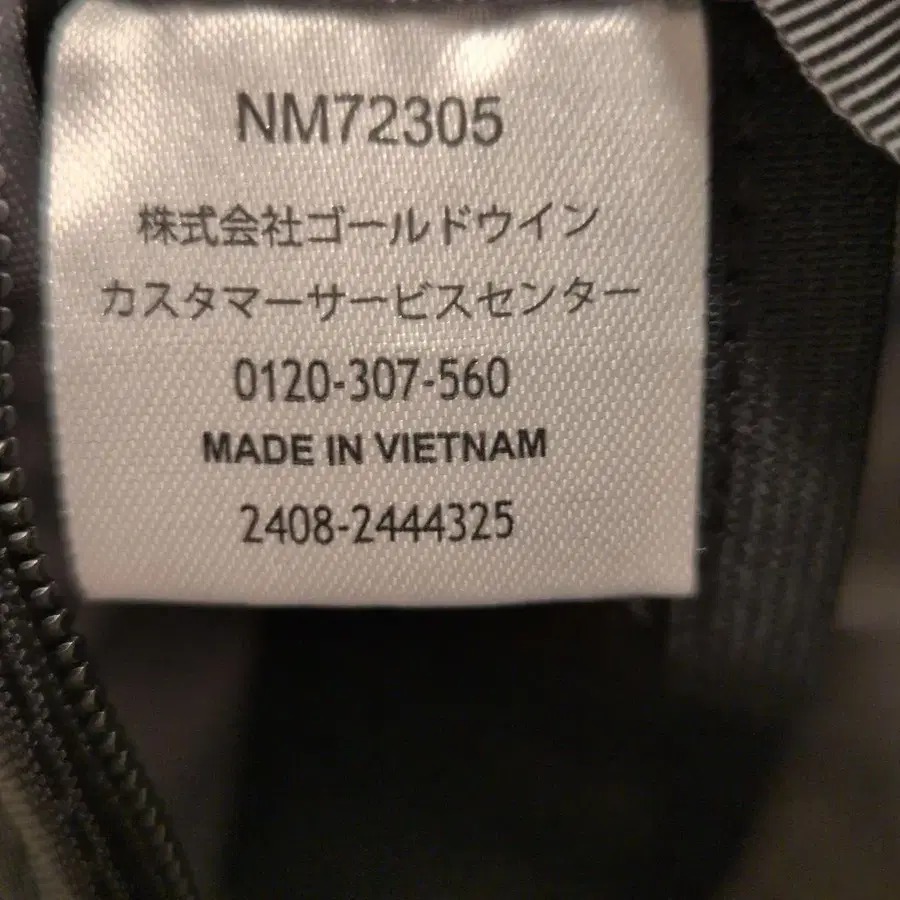 NM72305
株式会社ゴールドウイン
カスタマーサービスセンター
0120-307-560
MADE IN VIETNAM
2408-2444325